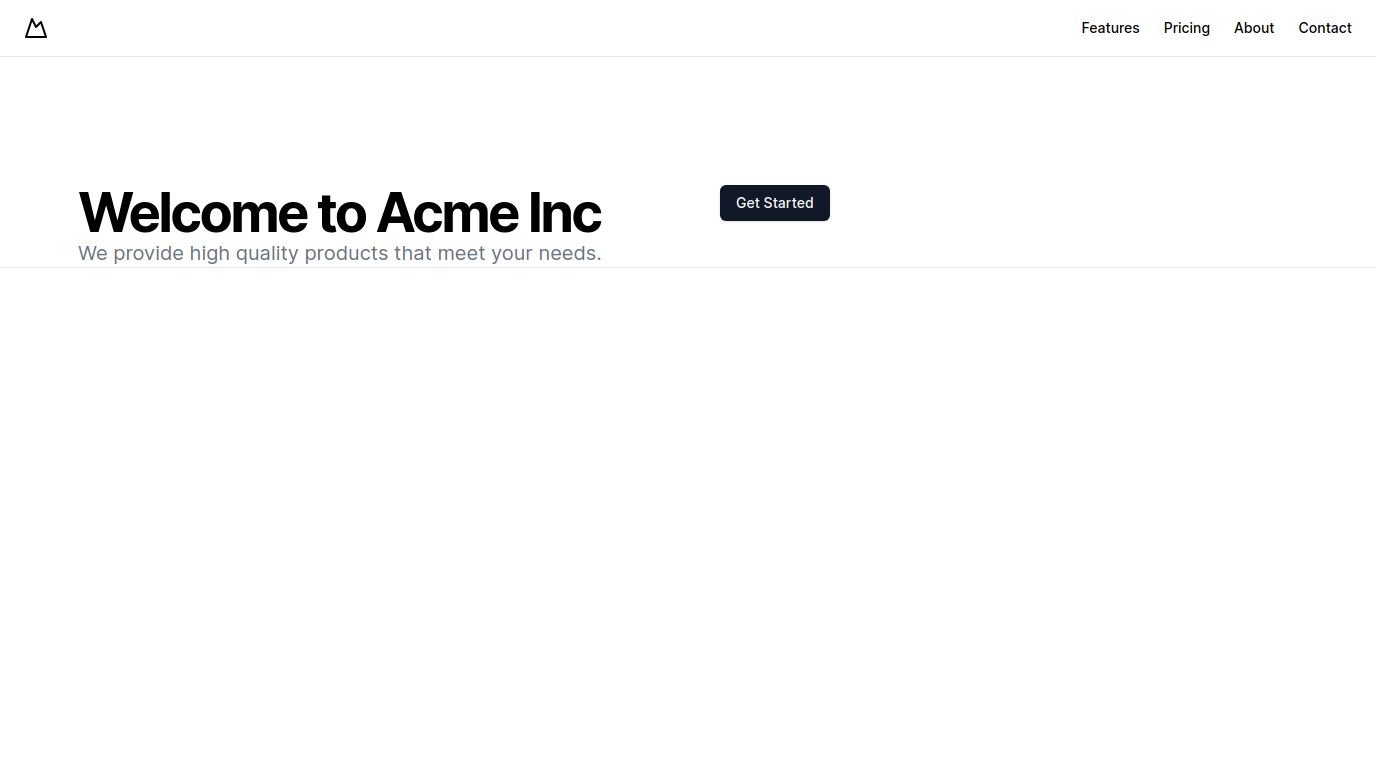 Features Pricing About Contact
Welcome to Acme Inc
Get Started
We provide high quality products that meet your needs.